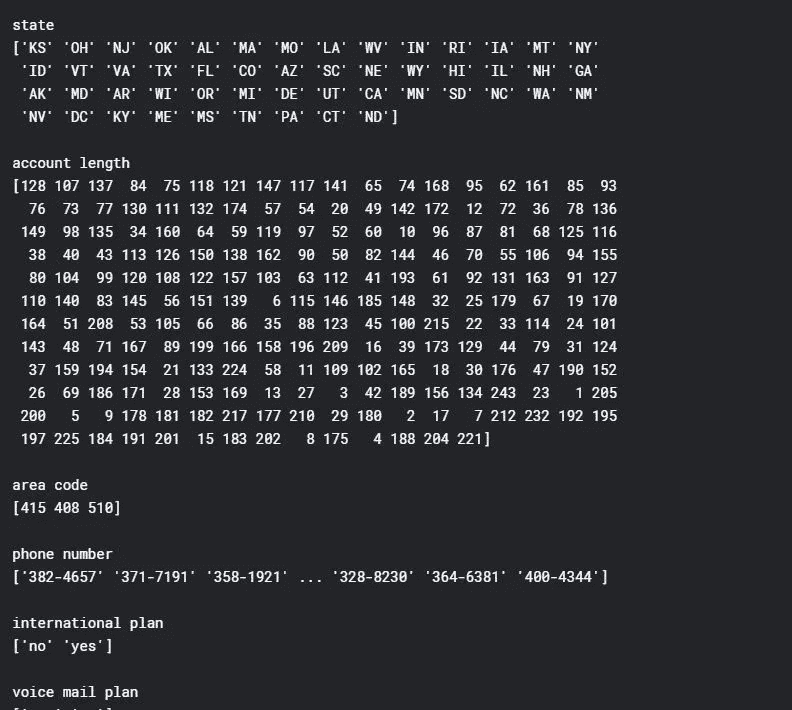 state
['KS' 'OH' 'NJ' 'OK' 'AL' 'MA' 'MO' 'LA' 'WV' 'IN' 'RI' 'IA' 'MT' 'NY'
'ID' 'VT' 'VA' 'TX' 'FL' 'CO' 'AZ' 'SC' 'NE' 'WY' 'HI' 'IL' 'NH' 'GA'
'AK' 'MD' 'AR' 'WI' 'OR' 'MI' 'DE' 'UT' 'CA' 'MN' 'SD' 'NC' 'WA' 'NM'
'NV' 'DC' 'KY' 'ME' 'MS' 'TN' 'PA' 'CT' 'ND']
account length
[128 107 137 84 75 118 121 147 117 141 65 74 168 95 62 161 85 93
76 73 77 130 111 132 174 57 54 20 49 142 172 12 72 36 78 136
149 98 135 34 160 64 59 119 97 52 60 10 96 87 81 68 125 116
38 40 43 113 126 150 138 162 90 50 82 144 46 70 55 106 94 155
80 104 99 120 108 122 157 103 63 112 41 193 61 92 131 163 91 127
110 140 83 145 56 151 139 6 115 146 185 148 32 25 179 67 19 170
164 51 208 53 105 66 86 35 88 123 45 100 215 22 33 114 24 101
143 48 71 167 89 199 166 158 196 209 16 39 173 129 44 79 31 124
37 159 194 154 21 133 224 58 11 109 102 165 18 30 176 47 190 152
26 69 186 171 28 153 169 13 27 3 42 189 156 134 243 23 1 205
200 5 9 178 181 182 217 177 210 29 180 2 17 7 212 232 192 195
197 225 184 191 201 15 183 202 8 175 4 188 204 221]
area code
[415 408 510]
phone number
['382-4657' '371-7191' '358-1921' ... '328-8230' '364-6381' '400-4344']
international plan
['no' 'yes']
voice mail plan